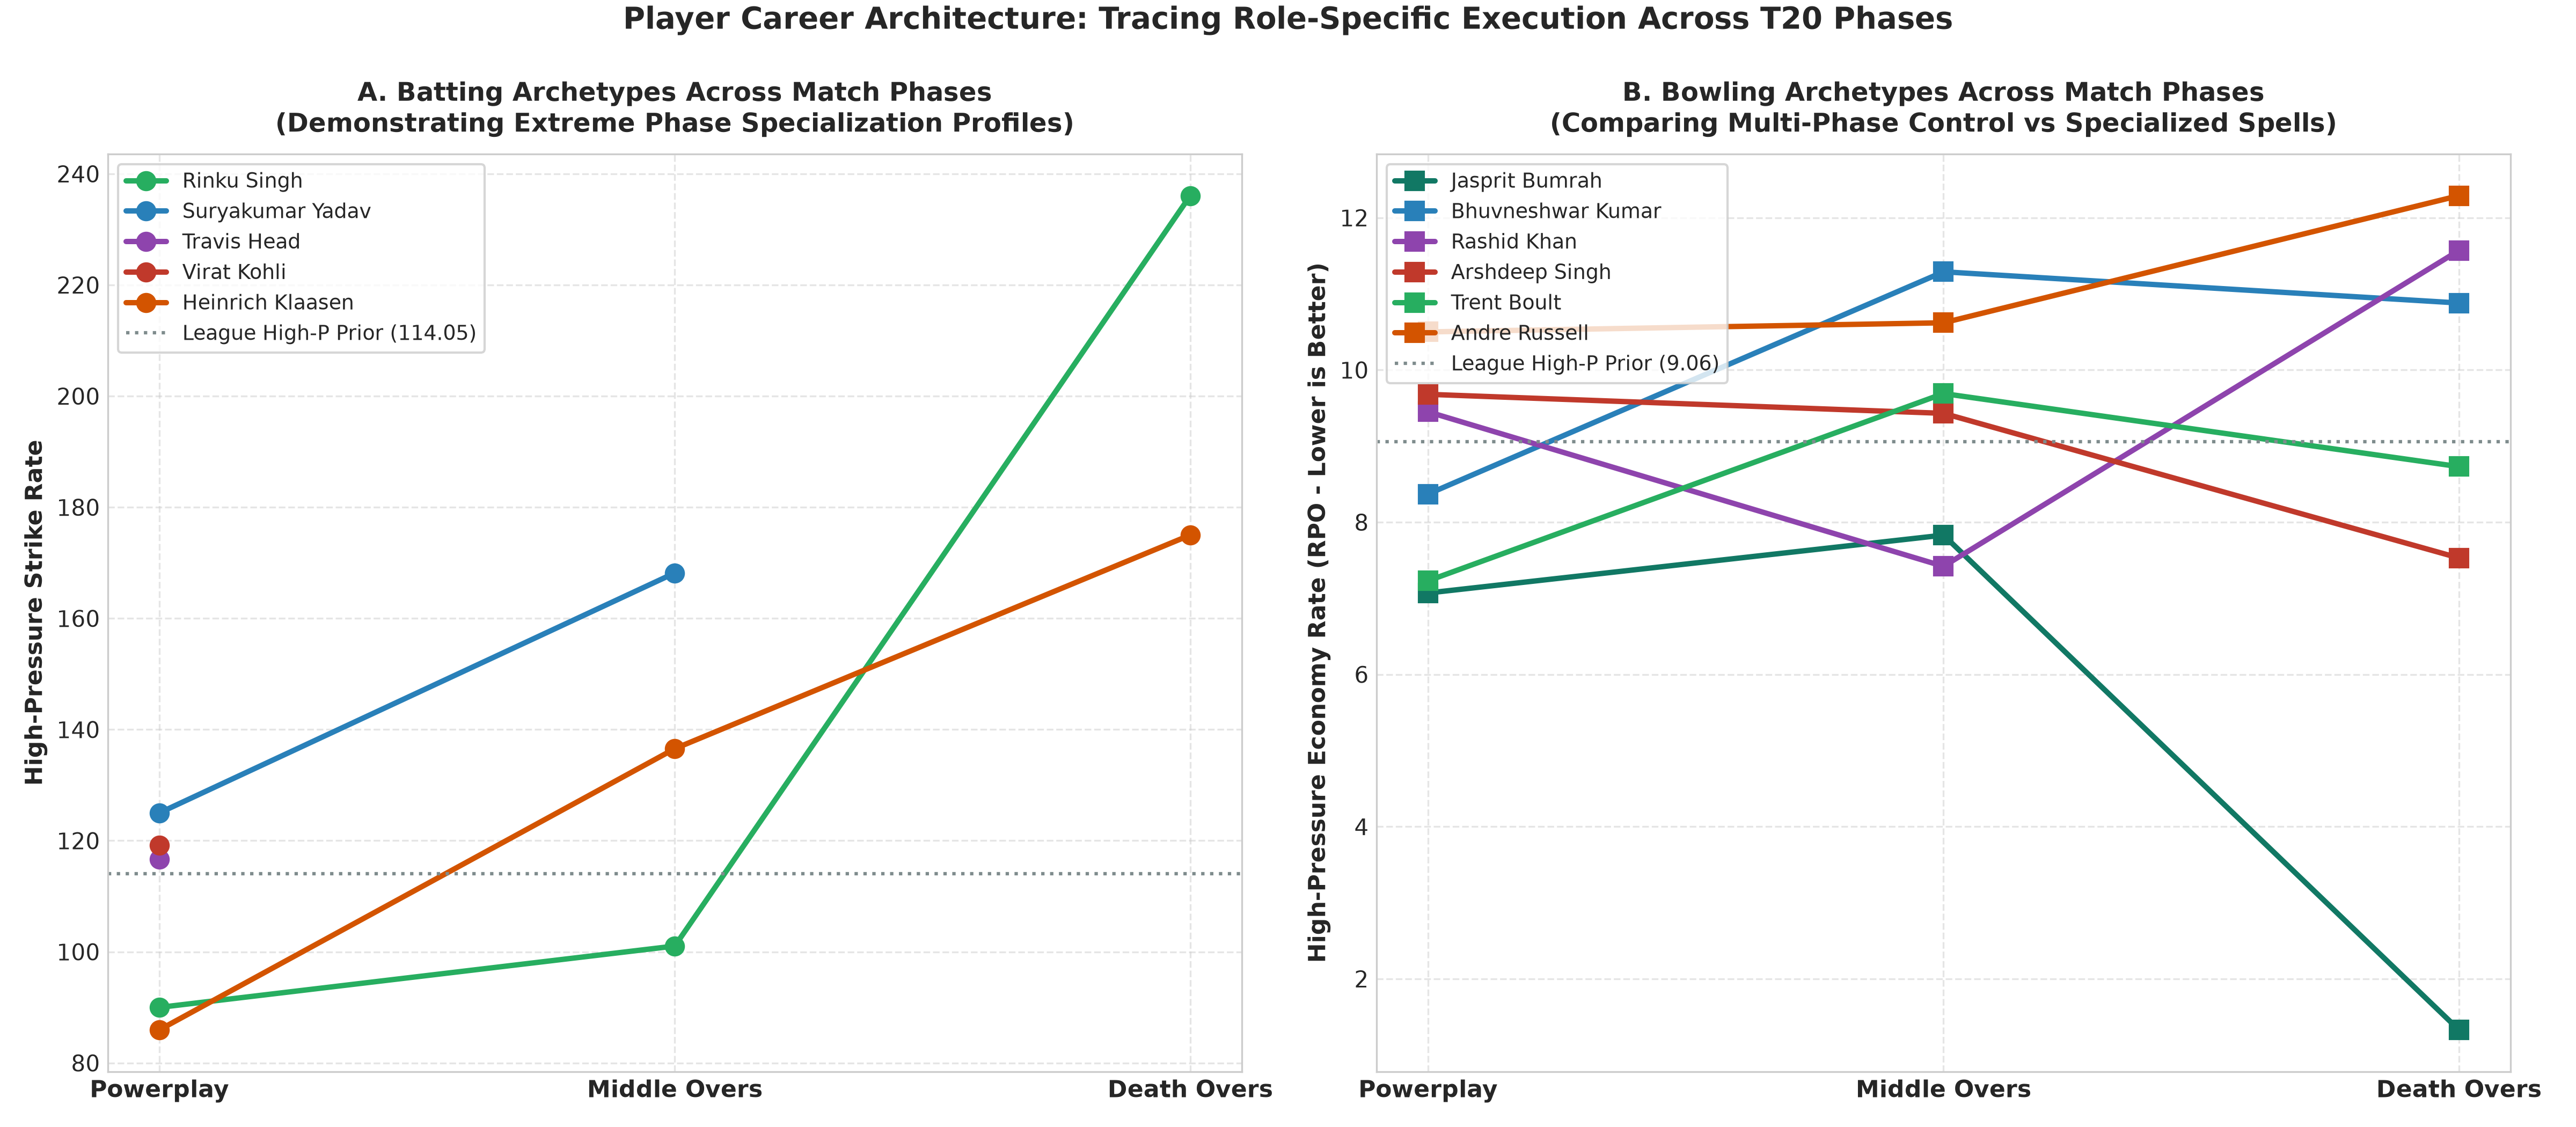 Player Career Architecture: Tracing Role-Specific Execution Across T20 Phases
A. Batting Archetypes Across Match Phases
(Demonstrating Extreme Phase Specialization Profiles)
High-Pressure Strike Rate
240
220
200
180
160
140
120
100
80
Rinku Singh
Suryakumar Yadav
Travis Head
Virat Kohli
Heinrich Klaasen
League High-P Prior (114.05)
Powerplay
Middle Overs
Death Overs
B. Bowling Archetypes Across Match Phases
(Comparing Multi-Phase Control vs Specialized Spells)
High-Pressure Economy Rate (RPO - Lower is Better)
12
10
8
6
4
2
Jasprit Bumrah
Bhuvneshwar Kumar
Rashid Khan
Arshdeep Singh
Trent Boult
Andre Russell
League High-P Prior (9.06)
Powerplay
Middle Overs
Death Overs